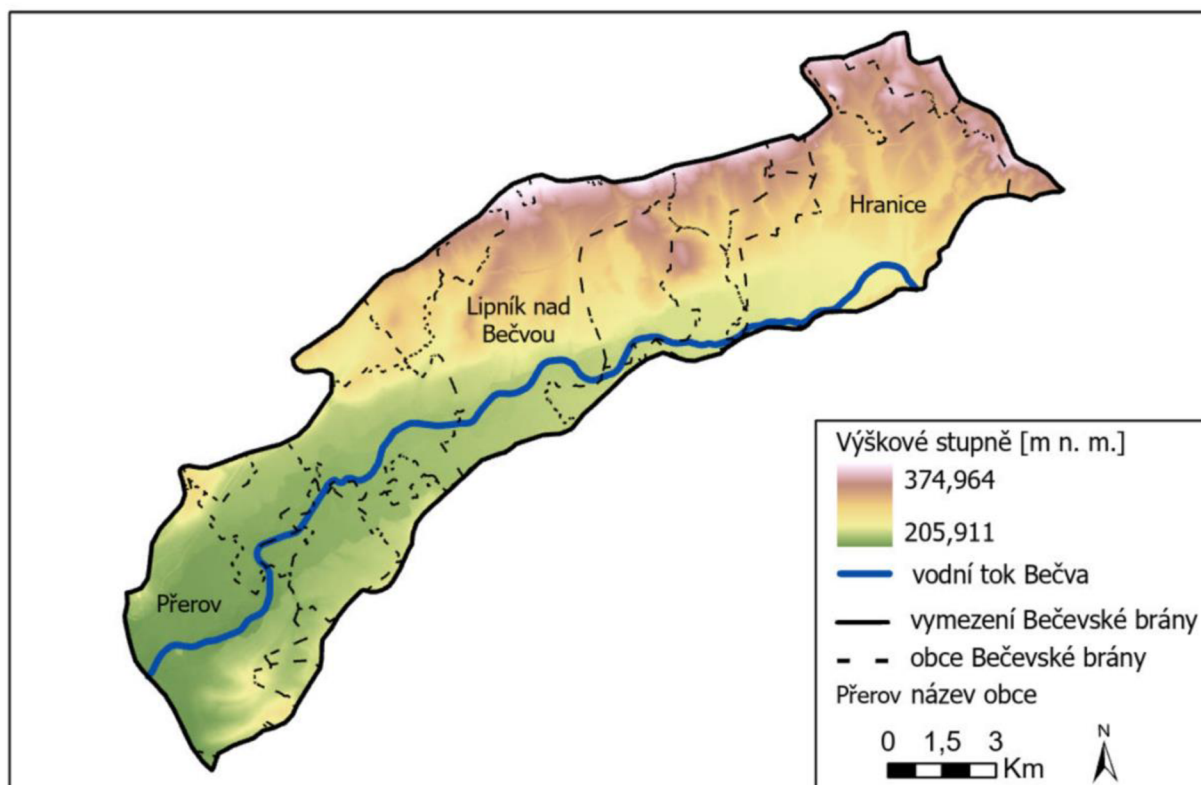 Hranice
Lipník nad
Bečvou
Přerov
Výškové stupně [m n. m.]
374,964
205,911
vodní tok Bečva
vymezení Bečevské brány
obce Bečevské brány
Přerov název obce
0 1,5 3
Km
N